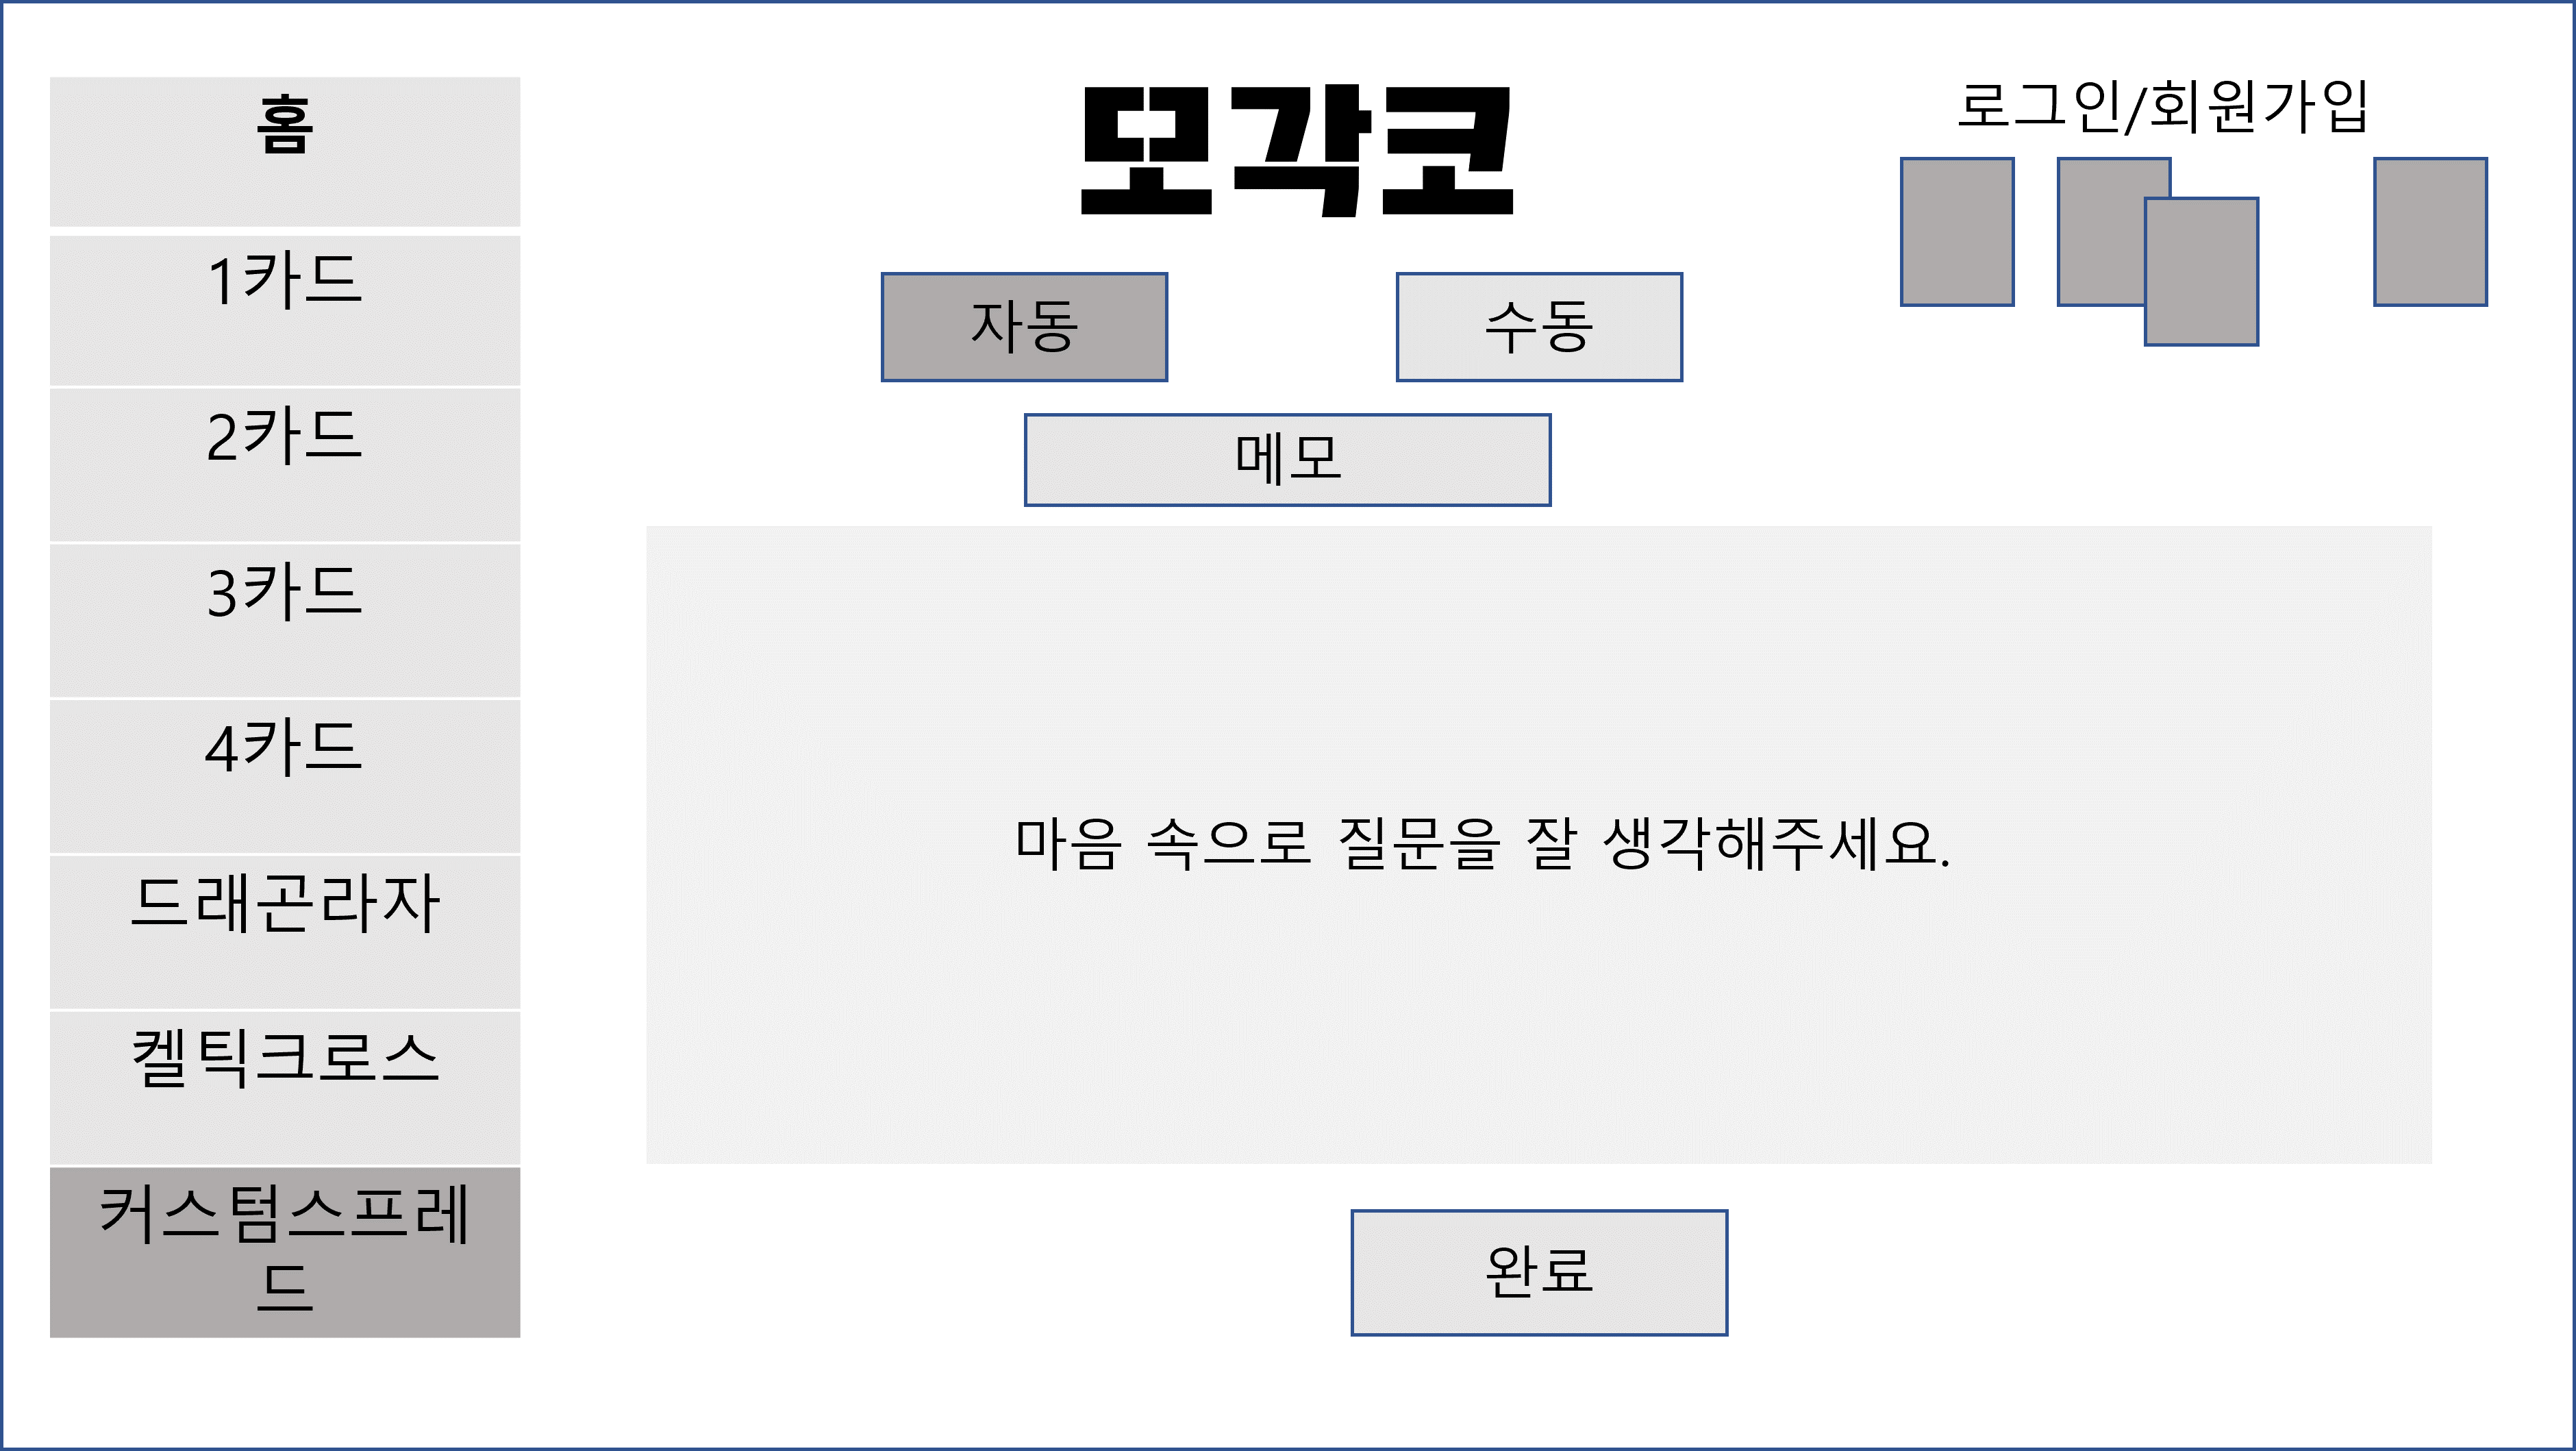 홈
1카드
2카드
3카드
4카드
드래곤라자
켈틱크로스
커스텀스프레
드
모각코
로그인/회원가입
자동
수동
메모
마음 속으로 질문을 잘 생각해주세요.
완료